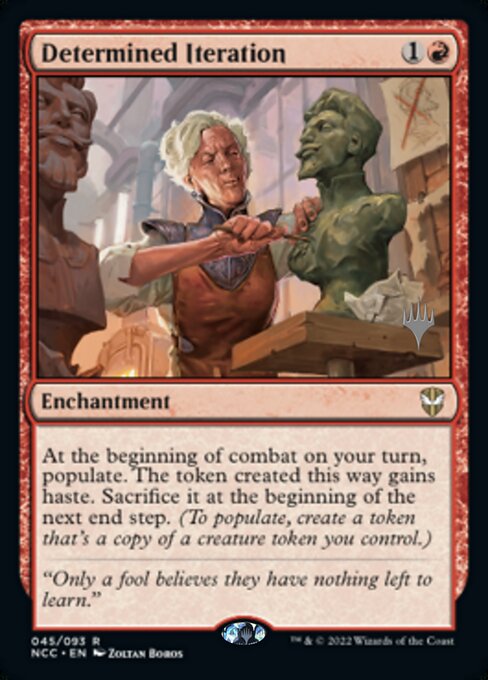 Determined Iteration 1
Enchantment
At the beginning of combat on your turn,
populate. The token created this way gains
haste. Sacrifice it at the beginning of the
next end step. (To populate, create a token
that's a copy of a creature token you control.)
“Only a fool believes they have nothing left to
learn.”
045/093 R
NCC • EN Zoltan Boros
™ & © 2022 Wizards of the Coast